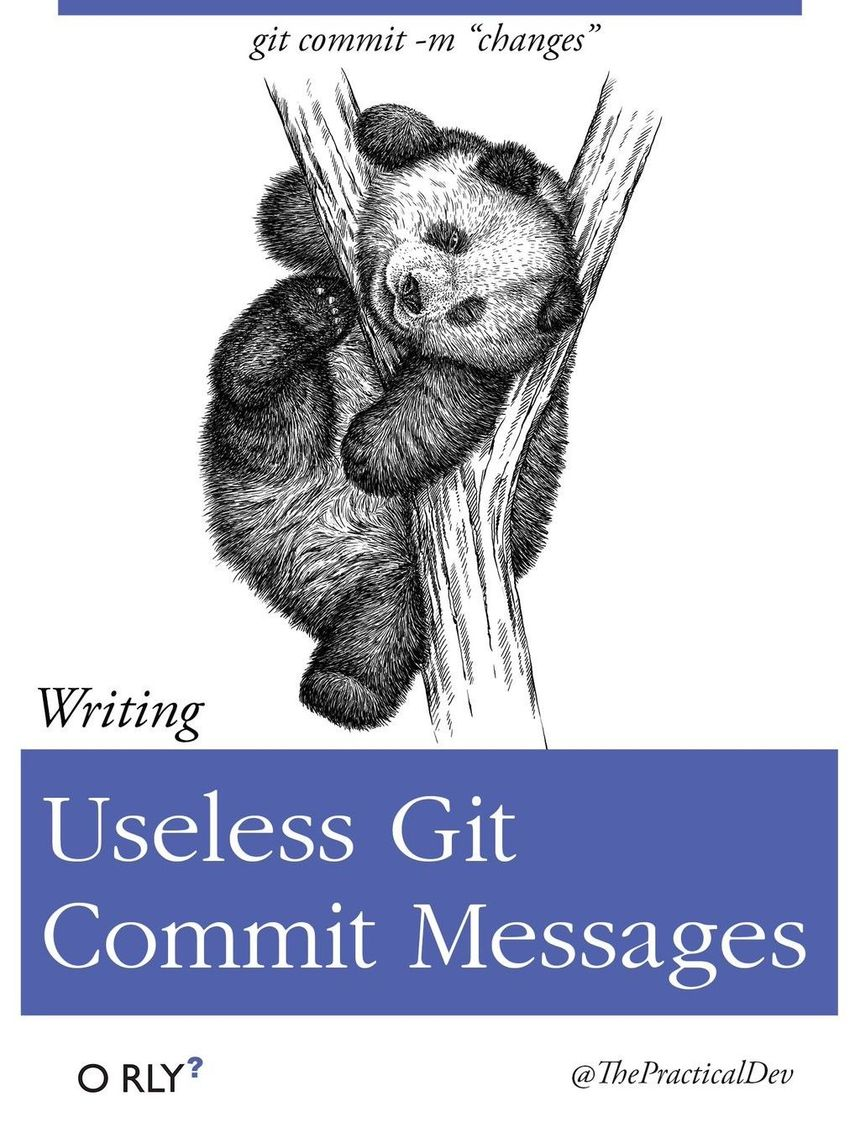 git commit -m “changes”
Writing
Useless Git
Commit Messages
O RLY?
@ThePracticalDev